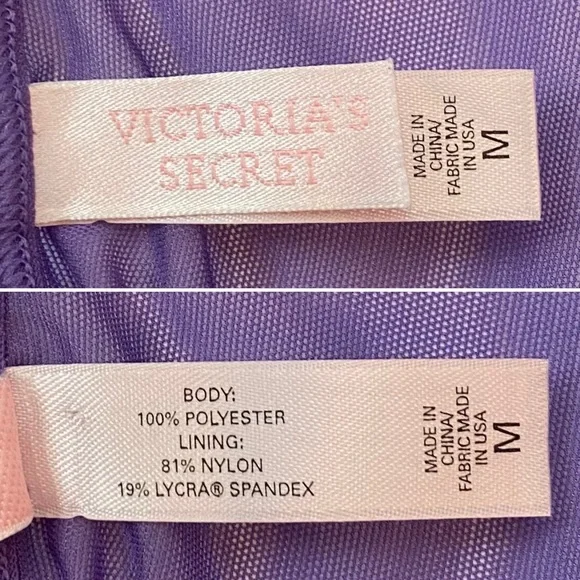 VICTORIA'S
SECRET
MADE IN
CHINA/
FABRIC MADE
IN USA
M
BODY:
100% POLYESTER
LINING:
81% NYLON
19% LYCRA® SPANDEX
MADE IN
CHINA/
FABRIC MADE
IN USA
M